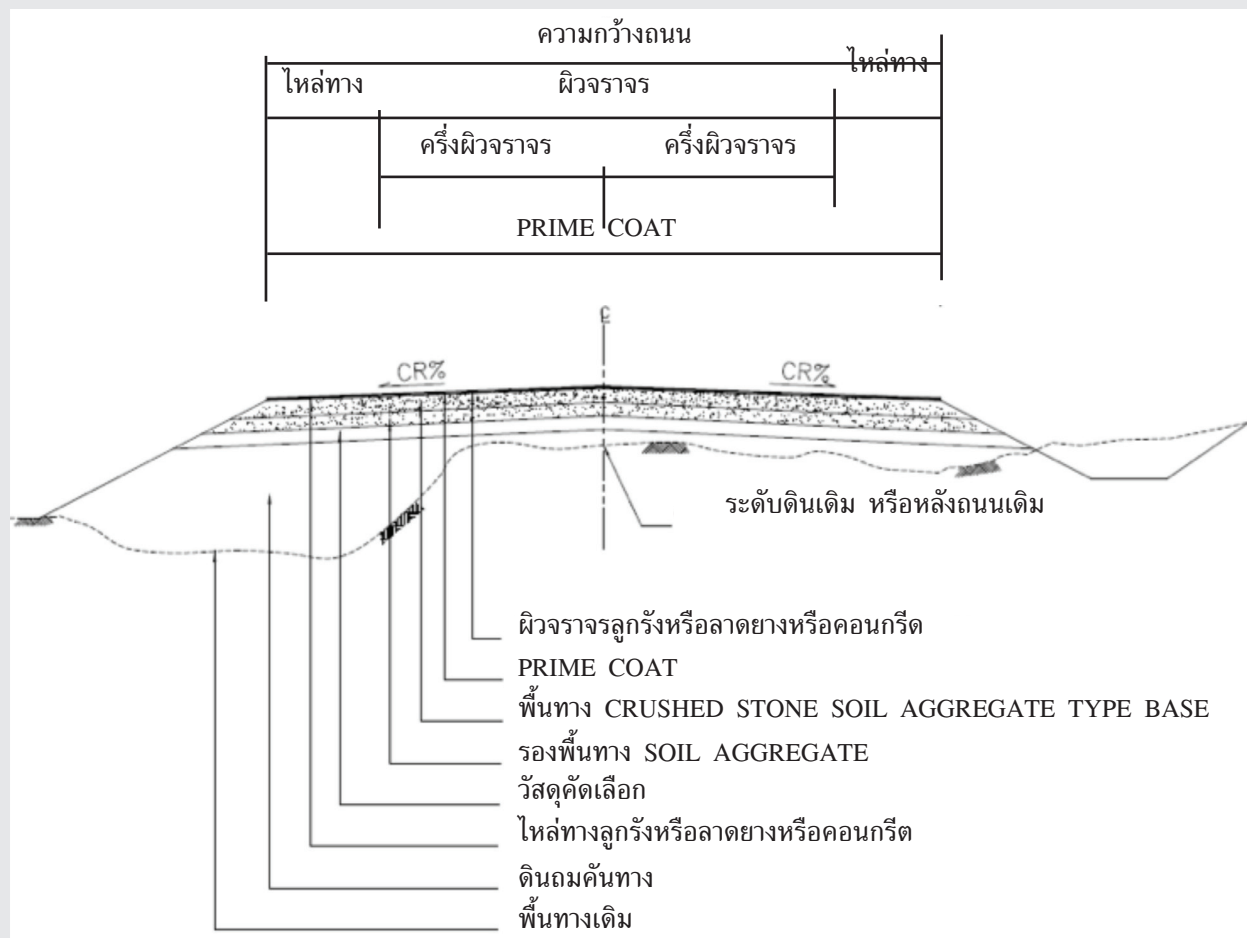 ความกว้างถนน
ไหล่ทาง ผิวจราจร ไหล่ทาง
ครึ่งผิวจราจร ครึ่งผิวจราจร
PRIME COAT
℄
CR% CR%
ระดับดินเดิม หรือหลังถนนเดิม
ผิวจราจรลูกรังหรือลาดยางหรือคอนกรีด
PRIME COAT
พื้นทาง CRUSHED STONE SOIL AGGREGATE TYPE BASE
รองพื้นทาง SOIL AGGREGATE
วัสดุคัดเลือก
ไหล่ทางลูกรังหรือลาดยางหรือคอนกรีต
ดินถมคันทาง
พื้นทางเดิม